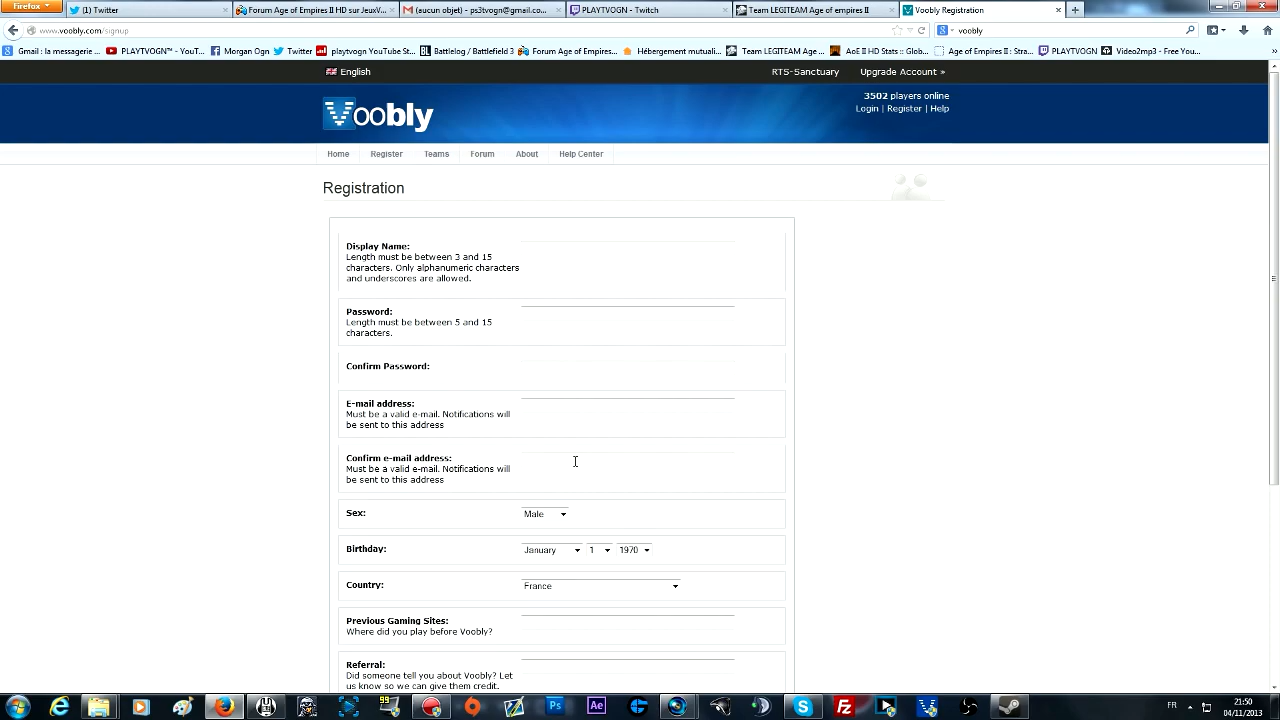 Firefox
(1) Twitter
Forum Age of Empires II HD sur JeuxV...
(aucun objet) - ps3tvogn@gmail.co...
PLAYTVOGN - Twitch
Team LEGITEAM Age of empires II
Voobly Registration
www.voobly.com/signup
voobly
Gmail : la messagerie ...
PLAYTVOGN™ - YouT...
Morgan Ogn
Twitter
playtvogn YouTube St...
Battlelog / Battlefield 3
Forum Age of Empires...
Hébergement mutuali...
Team LEGITEAM Age ...
AoE II HD Stats :: Glob...
Age of Empires II : Stra...
PLAYTVOGN
Video2mp3 - Free You...
English
RTS-Sanctuary
Upgrade Account »
Voobly
3502 players online
Login | Register | Help
Home
Register
Teams
Forum
About
Help Center
Registration
Display Name:
Length must be between 3 and 15
characters. Only alphanumeric characters
and underscores are allowed.
Password:
Length must be between 5 and 15
characters.
Confirm Password:
E-mail address:
Must be a valid e-mail. Notifications will
be sent to this address
Confirm e-mail address:
Must be a valid e-mail. Notifications will
be sent to this address
Sex:
Male
Birthday:
January
1
1970
Country:
France
Previous Gaming Sites:
Where did you play before Voobly?
Referral:
Did someone tell you about Voobly? Let
us know so we can give them credit.
99
Ps
Ae
FR
21:50
04/11/2013